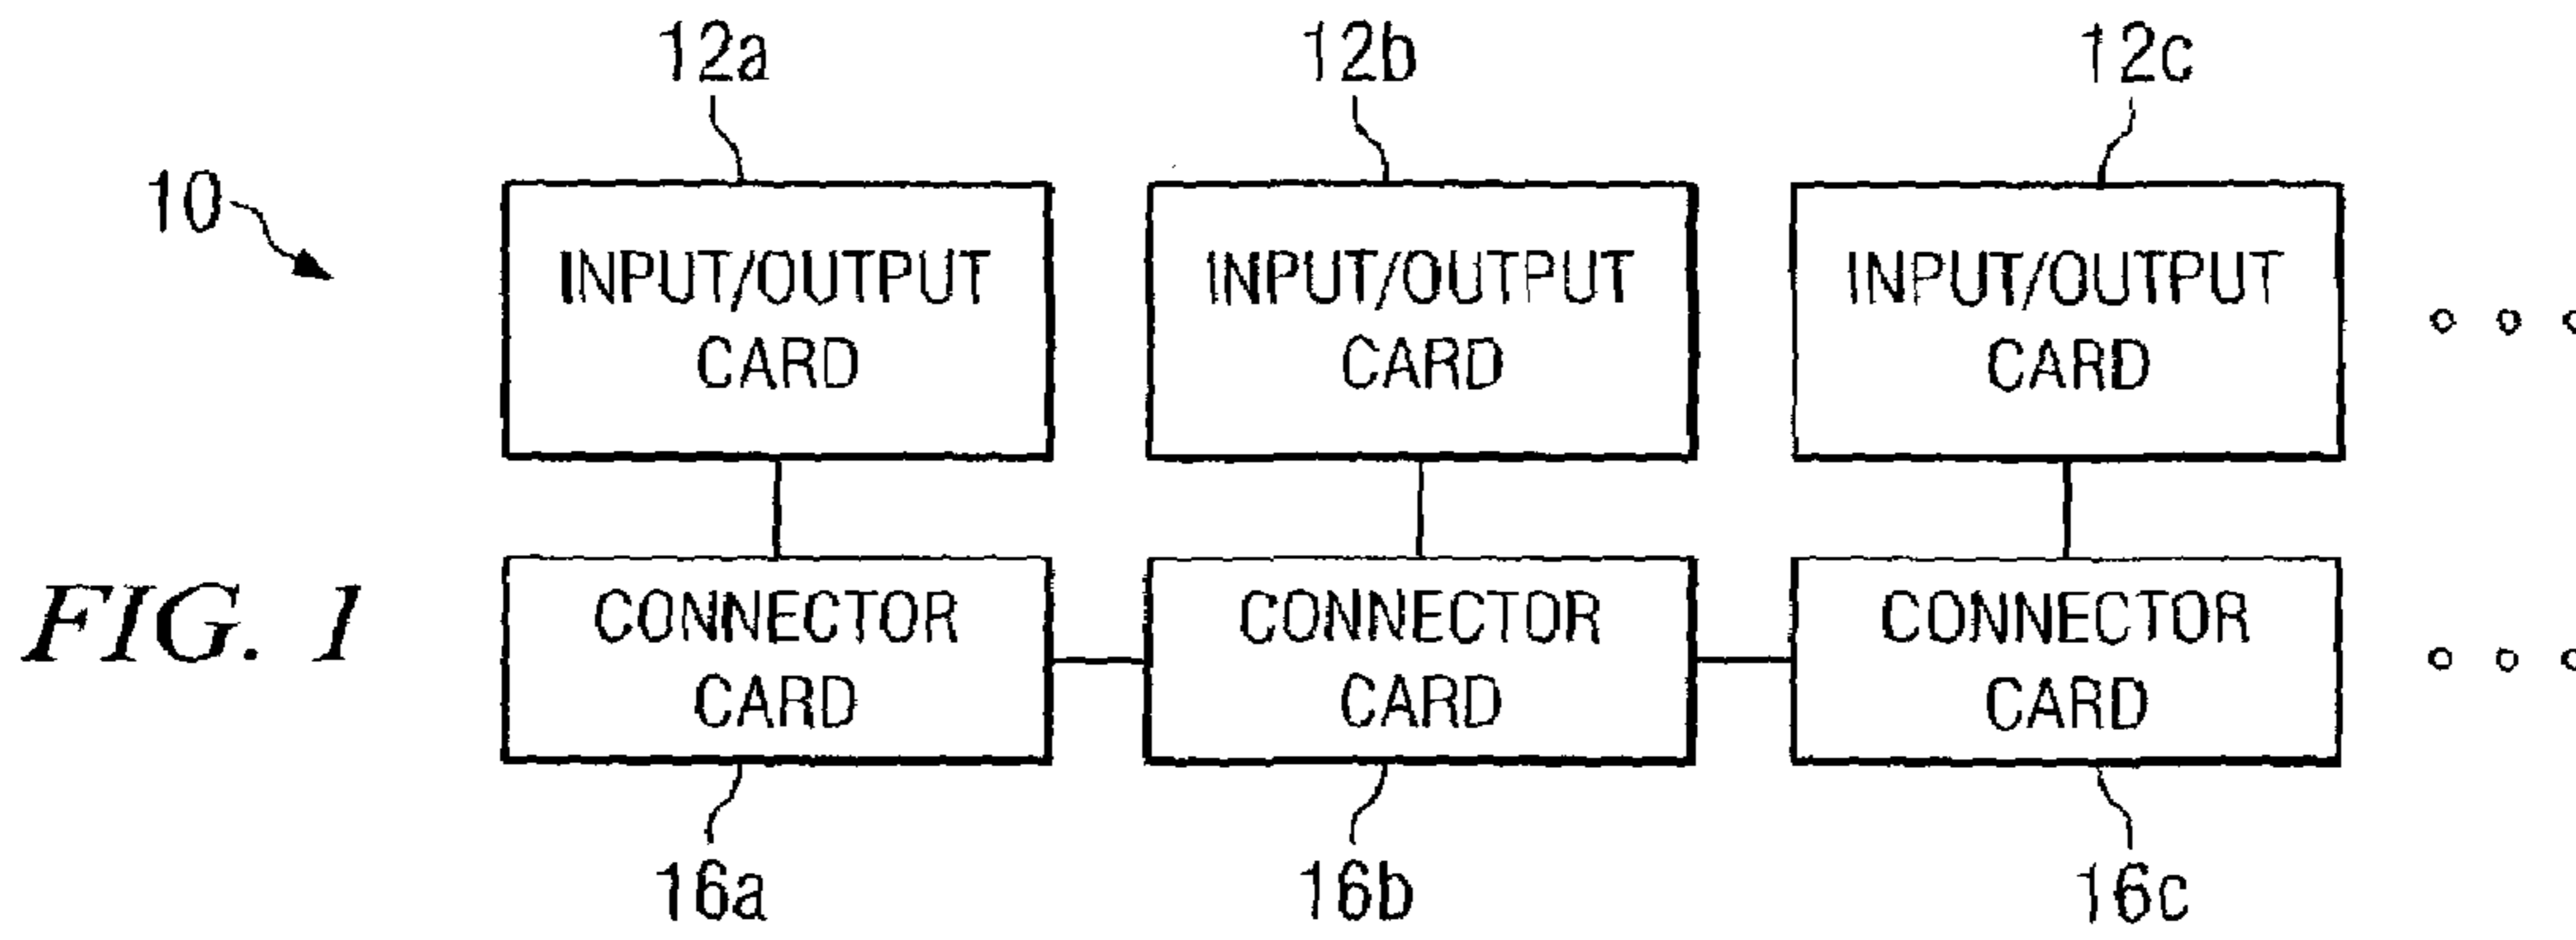 12a 12b 12c
10
INPUT/OUTPUT CARD INPUT/OUTPUT CARD INPUT/OUTPUT CARD
FIG. 1
CONNECTOR CARD CONNECTOR CARD CONNECTOR CARD
16a 16b 16c